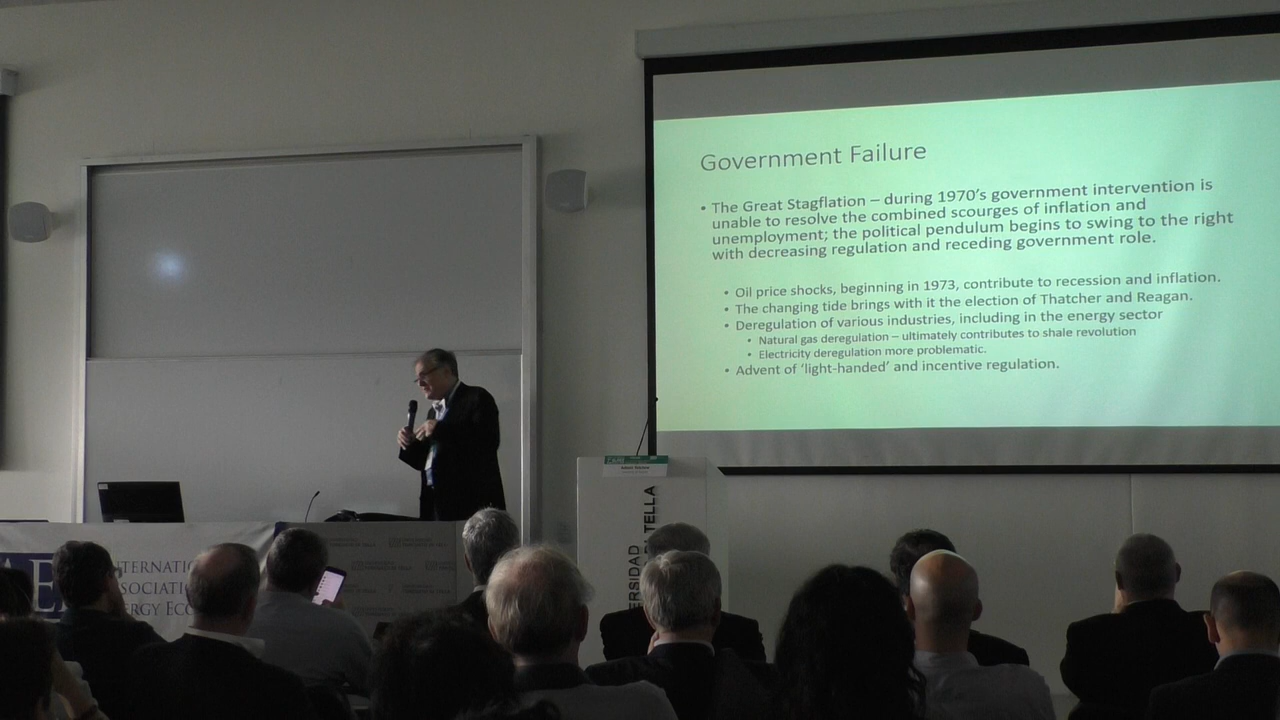 Government Failure
• The Great Stagflation – during 1970's government intervention is
unable to resolve the combined scourges of inflation and
unemployment; the political pendulum begins to swing to the right
with decreasing regulation and receding government role.
• Oil price shocks, beginning in 1973, contribute to recession and inflation.
• The changing tide brings with it the election of Thatcher and Reagan.
• Deregulation of various industries, including in the energy sector
• Natural gas deregulation – ultimately contributes to shale revolution
• Electricity deregulation more problematic.
• Advent of 'light-handed' and incentive regulation.
AE
NTERNATIO
SSOCIATIO
ERGY ECO
ERSIDAD
TELLA